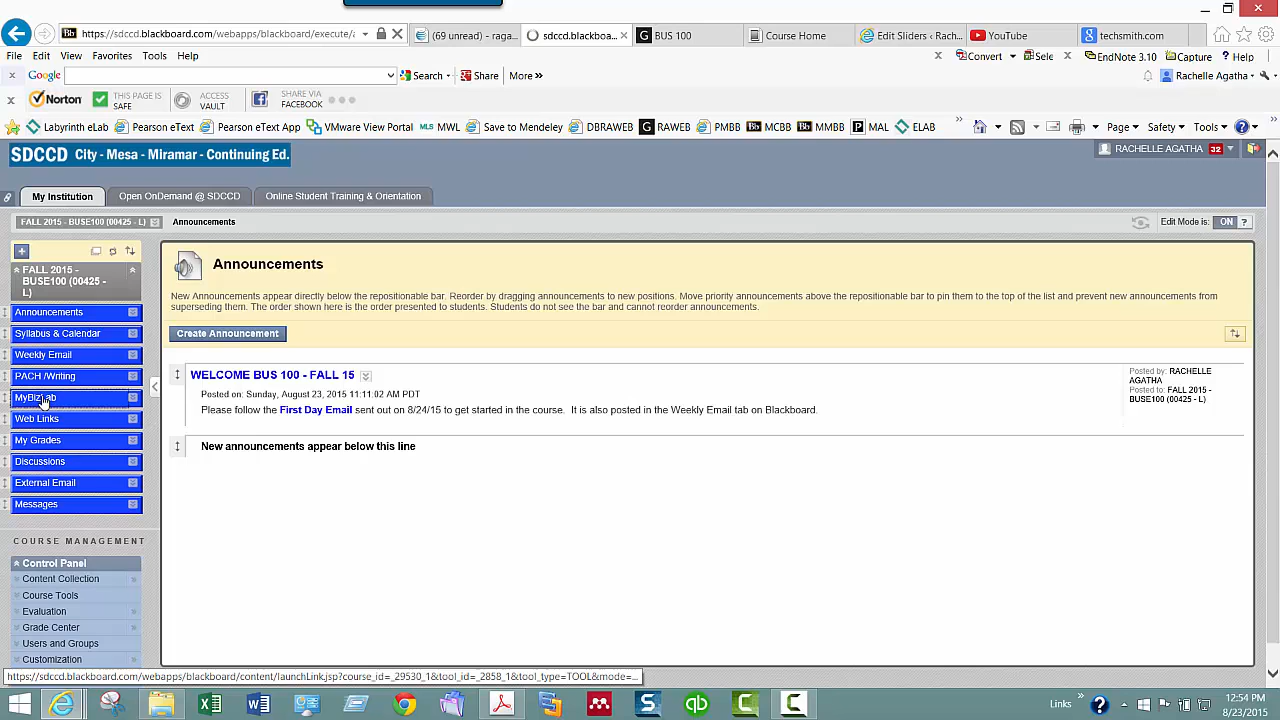 https://sdccd.blackboard.com/webapps/blackboard/execute/a
(69 unread) - raga...
sdccd.blackboa...
BUS 100
Course Home
Edit Sliders ‹ Rach...
YouTube
techsmith.com
File Edit View Favorites Tools Help
Convert
Sele
EndNote 3.10
Capture
Help
Google
Search
Share
More »
Rachelle Agatha
Norton
THIS PAGE IS SAFE
ACCESS VAULT
SHARE VIA FACEBOOK
Labyrinth eLab
Pearson eText
Pearson eText App
VMware View Portal
MLS MWL
Save to Mendeley
DBRAWEB
RAWEB
PMBB
MCBB
MMBB
MAL
ELAB
Page
Safety
Tools
SDCCD City - Mesa - Miramar - Continuing Ed.
RACHELLE AGATHA 32
My Institution
Open OnDemand @ SDCCD
Online Student Training & Orientation
FALL 2015 - BUSE100 (00425 - L)
Announcements
Edit Mode is: ON ?
FALL 2015 -
BUSE100 (00425 -
L)
Announcements
Syllabus & Calendar
Weekly Email
PACH /Writing
MyBizLab
Web Links
My Grades
Discussions
External Email
Messages
COURSE MANAGEMENT
Control Panel
Content Collection
Course Tools
Evaluation
Grade Center
Users and Groups
Customization
Announcements
New Announcements appear directly below the repositionable bar. Reorder by dragging announcements to new positions. Move priority announcements above the repositionable bar to pin them to the top of the list and prevent new announcements from
superseding them. The order shown here is the order presented to students. Students do not see the bar and cannot reorder announcements.
Create Announcement
WELCOME BUS 100 - FALL 15
Posted on: Sunday, August 23, 2015 11:11:02 AM PDT
Please follow the First Day Email sent out on 8/24/15 to get started in the course. It is also posted in the Weekly Email tab on Blackboard.
Posted by: RACHELLE
AGATHA
Posted to: FALL 2015 -
BUSE100 (00425 - L)
New announcements appear below this line
https://sdccd.blackboard.com/webapps/blackboard/content/launchLink.jsp?course_id=_29530_1&tool_id=_2858_1&tool_type=TOOL&mode=...
Links
12:54 PM
8/23/2015